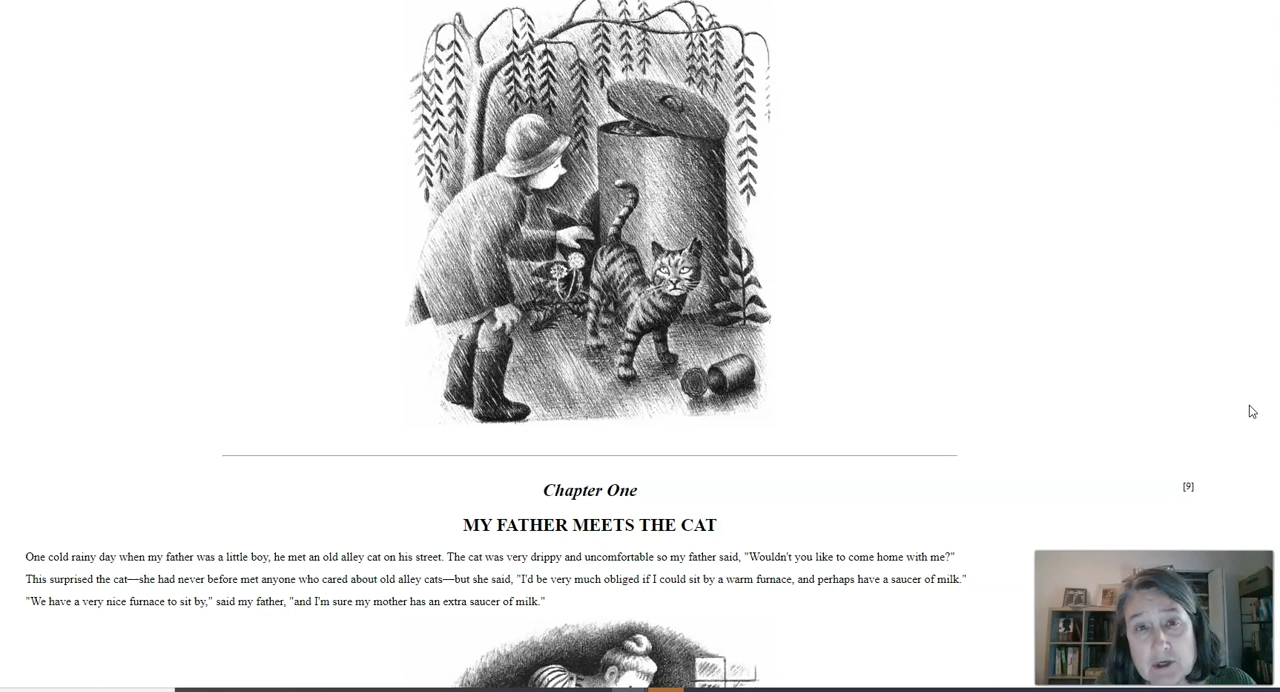 Chapter One
[9]
MY FATHER MEETS THE CAT
One cold rainy day when my father was a little boy, he met an old alley cat on his street. The cat was very drippy and uncomfortable so my father said, "Wouldn't you like to come home with me?"
This surprised the cat—she had never before met anyone who cared about old alley cats—but she said, "I'd be very much obliged if I could sit by a warm furnace, and perhaps have a saucer of milk."
"We have a very nice furnace to sit by," said my father, "and I'm sure my mother has an extra saucer of milk."